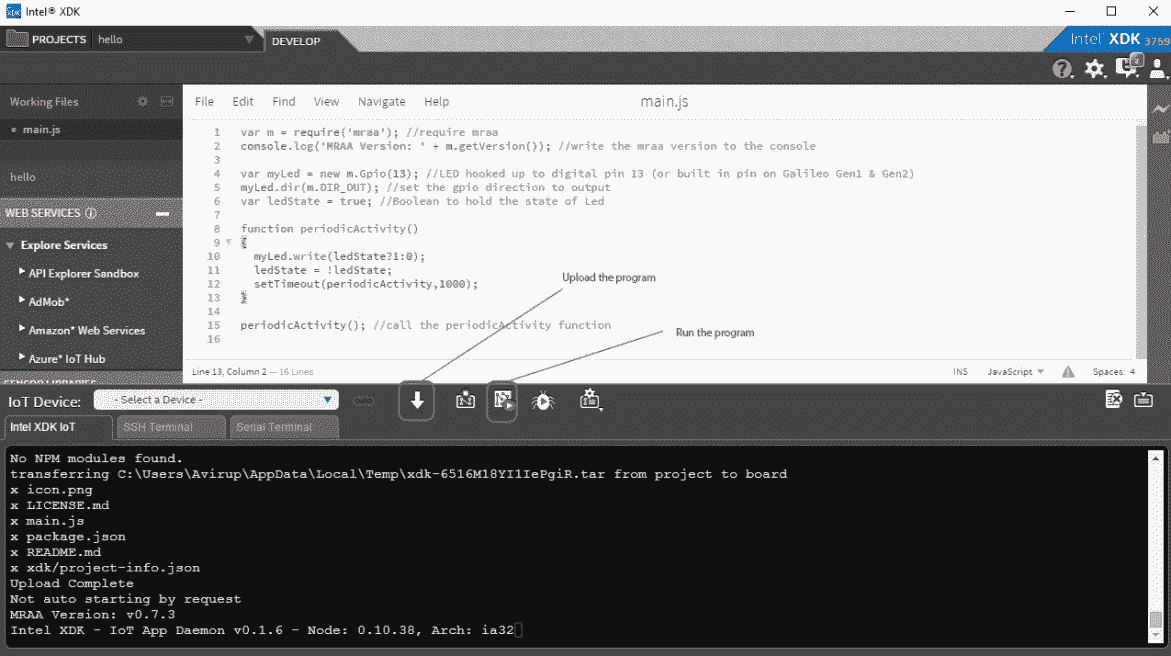 Intel® XDK
PROJECTS hello
DEVELOP
Intel XDK 3759
Working Files
main.js
hello
WEB SERVICES
Explore Services
API Explorer Sandbox
AdMob*
Amazon* Web Services
Azure* IoT Hub
SENSOR LIBRARIES
File Edit Find View Navigate Help
main.js
1 var m = require('mraa'); //require mraa
2 console.log('MRAA Version: ' + m.getVersion()); //write the mraa version to the console
3
4 var myLed = new m.Gpio(13); //LED hooked up to digital pin 13 (or built in pin on Galileo Gen1 & Gen2)
5 myLed.dir(m.DIR_OUT); //set the gpio direction to output
6 var ledState = true; //Boolean to hold the state of Led
7
8 function periodicActivity()
9 {
10 myLed.write(ledState?1:0);
11 ledState = !ledState;
12 setTimeout(periodicActivity,1000);
13 }
14
15 periodicActivity(); //call the periodicActivity function
16
Upload the program
Run the program
Line 13, Column 2 — 16 Lines
INS JavaScript Spaces: 4
IoT Device: - Select a Device -
Intel XDK IoT SSH Terminal Serial Terminal
No NPM modules found.
transferring C:\Users\Avirup\AppData\Local\Temp\xdk-6516M18YI1IePgiR.tar from project to board
x icon.png
x LICENSE.md
x main.js
x package.json
x README.md
x xdk/project-info.json
Upload Complete
Not auto starting by request
MRAA Version: v0.7.3
Intel XDK - IoT App Daemon v0.1.6 - Node: 0.10.38, Arch: ia32